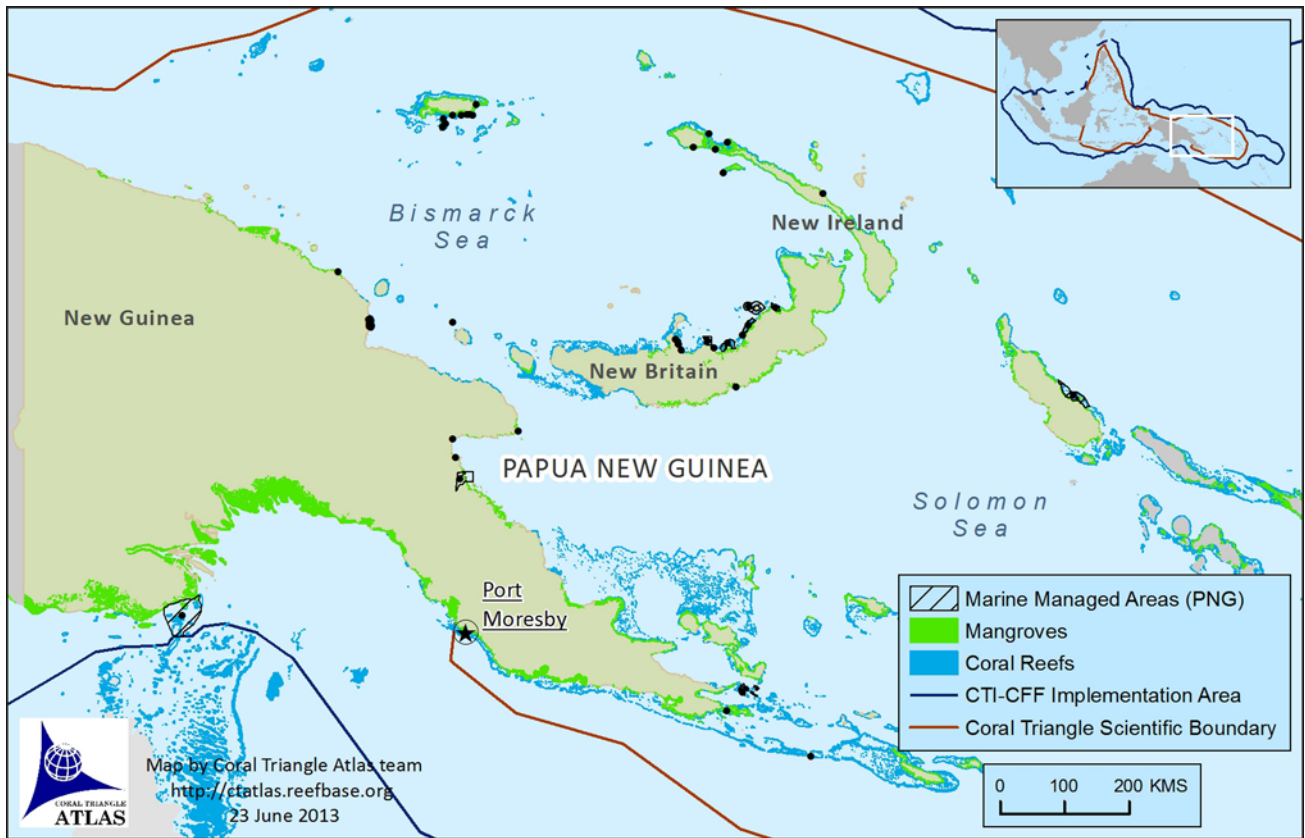 Bismarck
Sea
New Ireland
New Guinea
New Britain
PAPUA NEW GUINEA
Solomon
Sea
Port
Moresby
Marine Managed Areas (PNG)
Mangroves
Coral Reefs
CTI-CFF Implementation Area
Coral Triangle Scientific Boundary
CORAL TRIANGLE
ATLAS
Map by Coral Triangle Atlas team
http://ctatlas.reefbase.org
23 June 2013
0 100 200 KMS